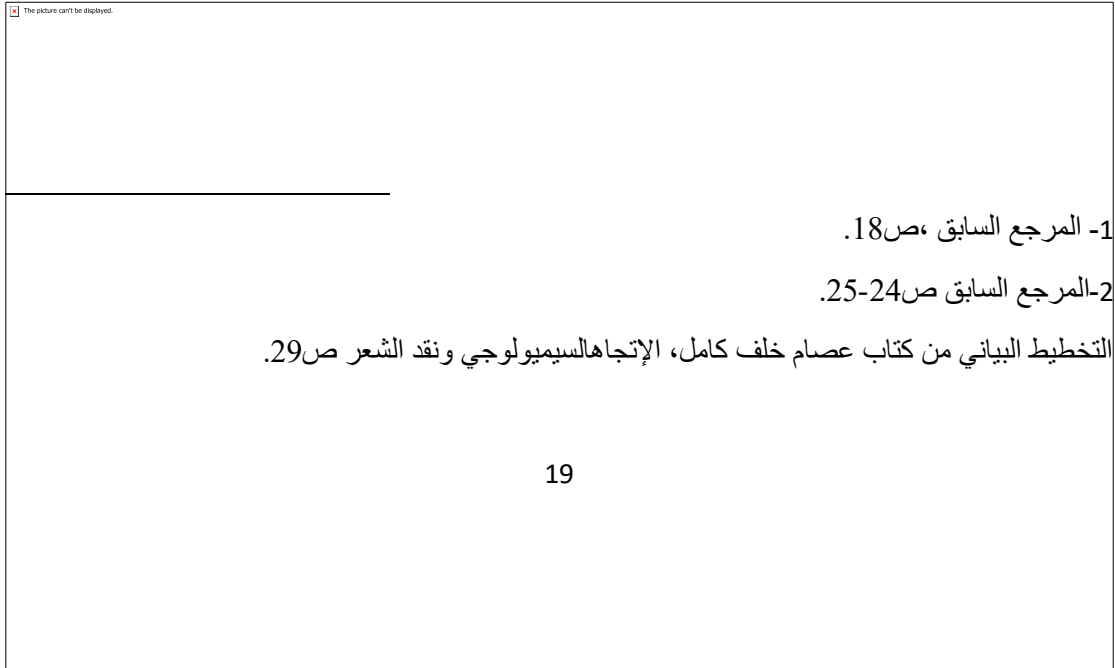 The picture can't be displayed.
1- المرجع السابق ،ص18.
2-المرجع السابق ص24-25.
التخطيط البياني من كتاب عصام خلف كامل، الإتجاهالسيميولوجي ونقد الشعر ص29.
19